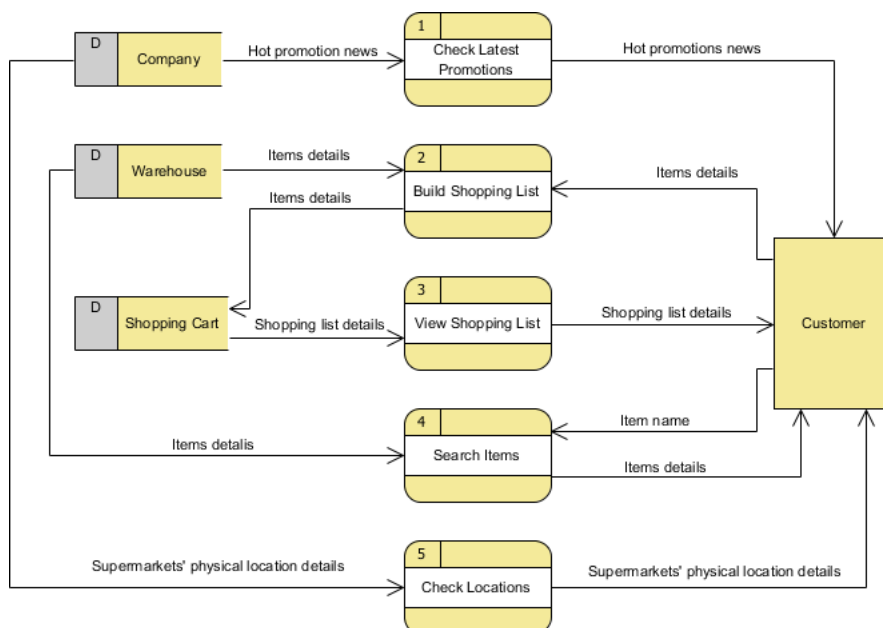 1
D
Company
Hot promotion news
Check Latest
Promotions
Hot promotions news
D
Warehouse
Items details
2
Build Shopping List
Items details
Items details
D
Shopping Cart
Shopping list details
3
View Shopping List
Shopping list details
Customer
4
Search Items
Item name
Items detalis
Items details
5
Check Locations
Supermarkets' physical location details
Supermarkets' physical location details